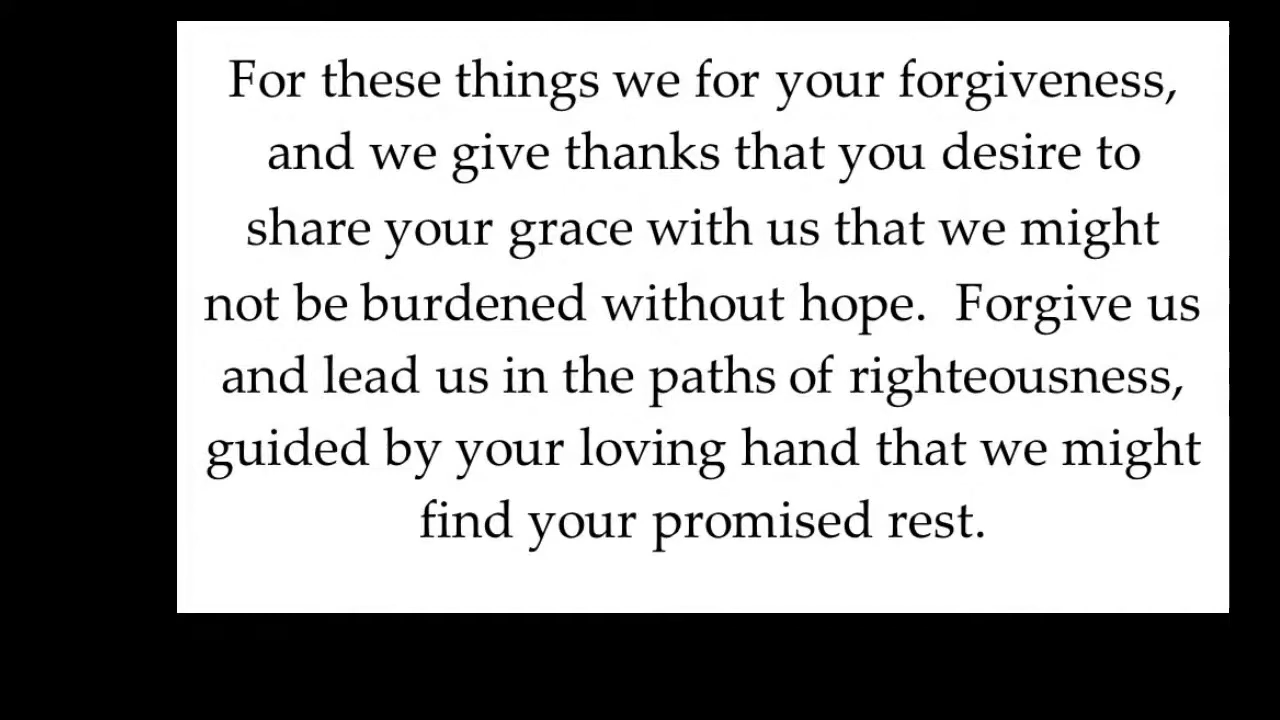 For these things we for your forgiveness,
and we give thanks that you desire to
share your grace with us that we might
not be burdened without hope.  Forgive us
and lead us in the paths of righteousness,
guided by your loving hand that we might
find your promised rest.